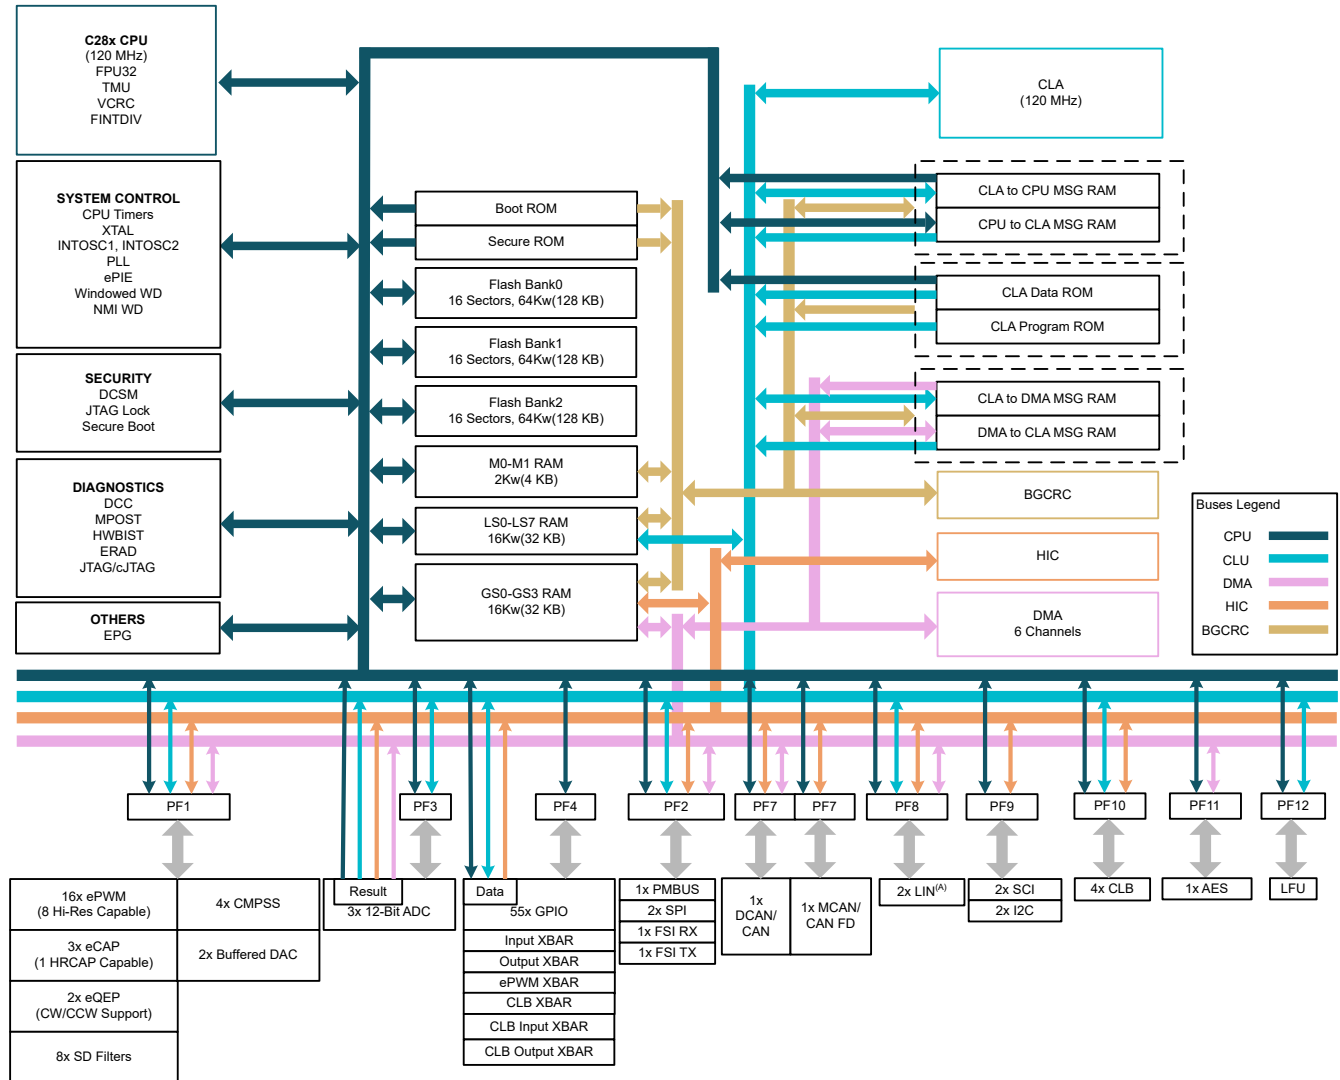 C28x CPU
(120 MHz)
FPU32
TMU
VCRC
FINTDIV
SYSTEM CONTROL
CPU Timers
XTAL
INTOSC1, INTOSC2
PLL
ePIE
Windowed WD
NMI WD
SECURITY
DCSM
JTAG Lock
Secure Boot
DIAGNOSTICS
DCC
MPOST
HWBIST
ERAD
JTAG/cJTAG
OTHERS
EPG
Boot ROM
Secure ROM
Flash Bank0
16 Sectors, 64Kw(128 KB)
Flash Bank1
16 Sectors, 64Kw(128 KB)
Flash Bank2
16 Sectors, 64Kw(128 KB)
M0-M1 RAM
2Kw(4 KB)
LS0-LS7 RAM
16Kw(32 KB)
GS0-GS3 RAM
16Kw(32 KB)
CLA
(120 MHz)
CLA to CPU MSG RAM
CPU to CLA MSG RAM
CLA Data ROM
CLA Program ROM
CLA to DMA MSG RAM
DMA to CLA MSG RAM
BGCRC
HIC
DMA
6 Channels
Buses Legend
CPU
CLU
DMA
HIC
BGCRC
PF1
PF3
PF4
PF2
PF7
PF7
PF8
PF9
PF10
PF11
PF12
16x ePWM
(8 Hi-Res Capable)
3x eCAP
(1 HRCAP Capable)
2x eQEP
(CW/CCW Support)
8x SD Filters
4x CMPSS
2x Buffered DAC
Result
3x 12-Bit ADC
Data
55x GPIO
Input XBAR
Output XBAR
ePWM XBAR
CLB XBAR
CLB Input XBAR
CLB Output XBAR
1x PMBUS
2x SPI
1x FSI RX
1x FSI TX
1x
DCAN/
CAN
1x MCAN/
CAN FD
2x LIN(A)
2x SCI
2x I2C
4x CLB
1x AES
LFU